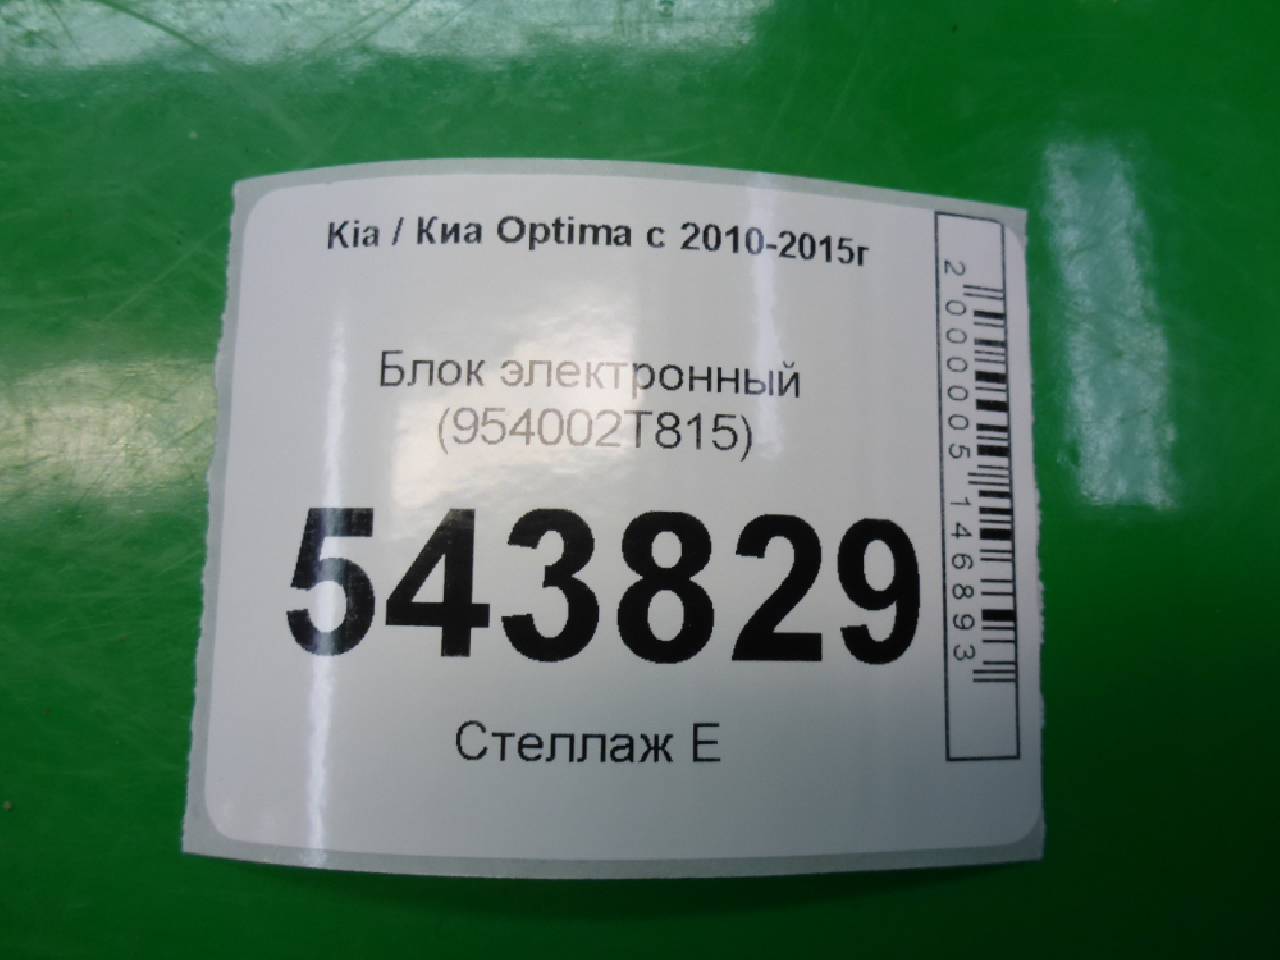 Kia / Киа Optima с 2010-2015г
Блок электронный
(954002T815)
543829
Стеллаж Е
2000005146893